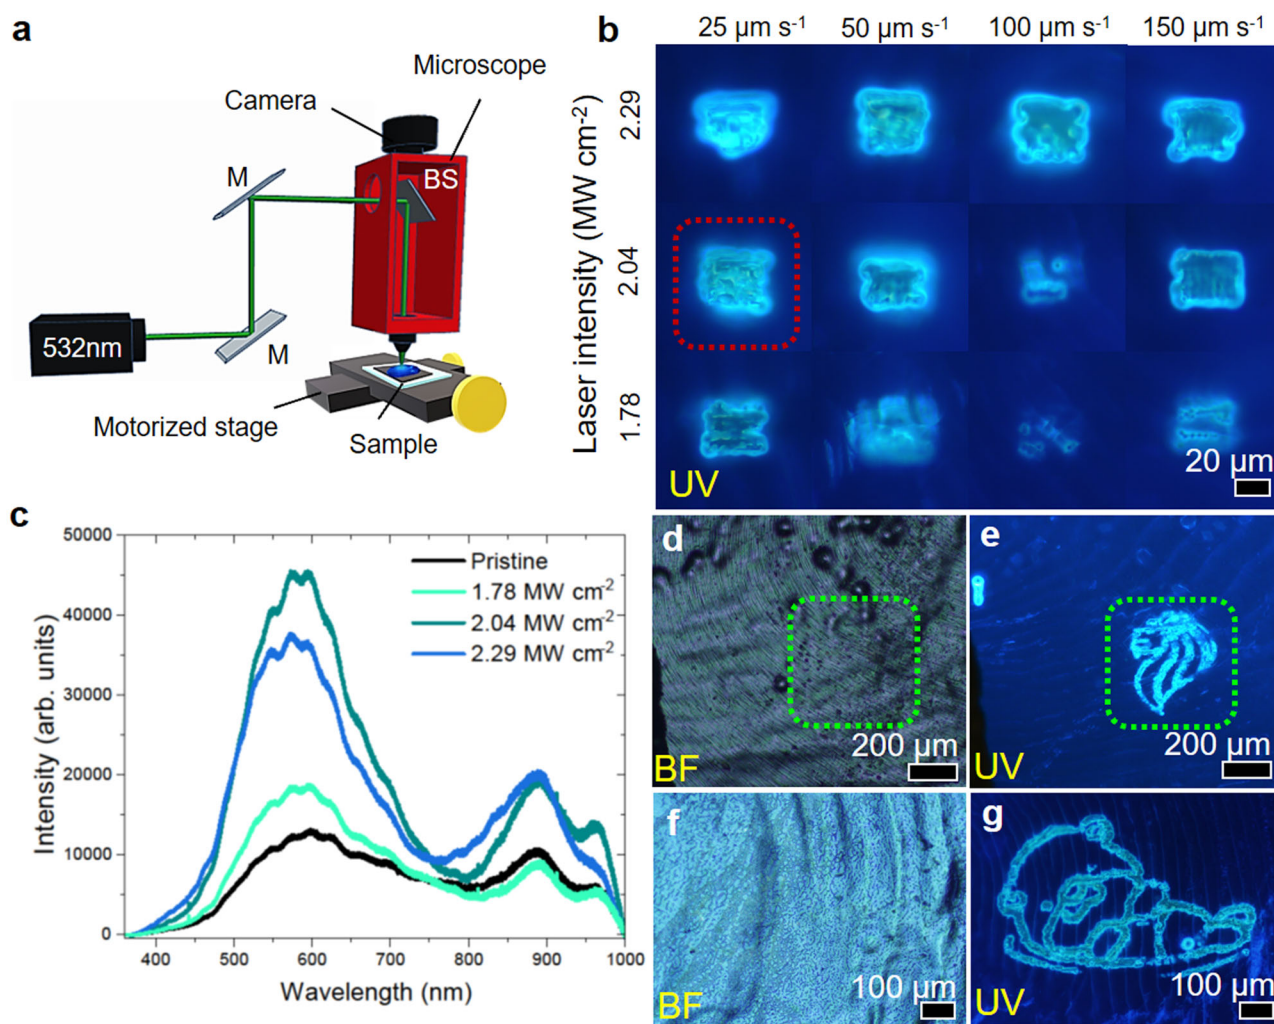 a
Microscope
Camera
M
BS
532nm
M
Motorized stage
Sample
b
25 µm s⁻¹ 50 µm s⁻¹ 100 µm s⁻¹ 150 µm s⁻¹
Laser intensity (MW cm⁻²)
2.29
2.04
1.78
20 µm
UV
c
Intensity (arb. units)
50000
40000
30000
20000
10000
0
Pristine
1.78 MW cm⁻²
2.04 MW cm⁻²
2.29 MW cm⁻²
400 500 600 700 800 900 1000
Wavelength (nm)
d
200 µm
BF
e
200 µm
UV
f
100 µm
BF
g
100 µm
UV